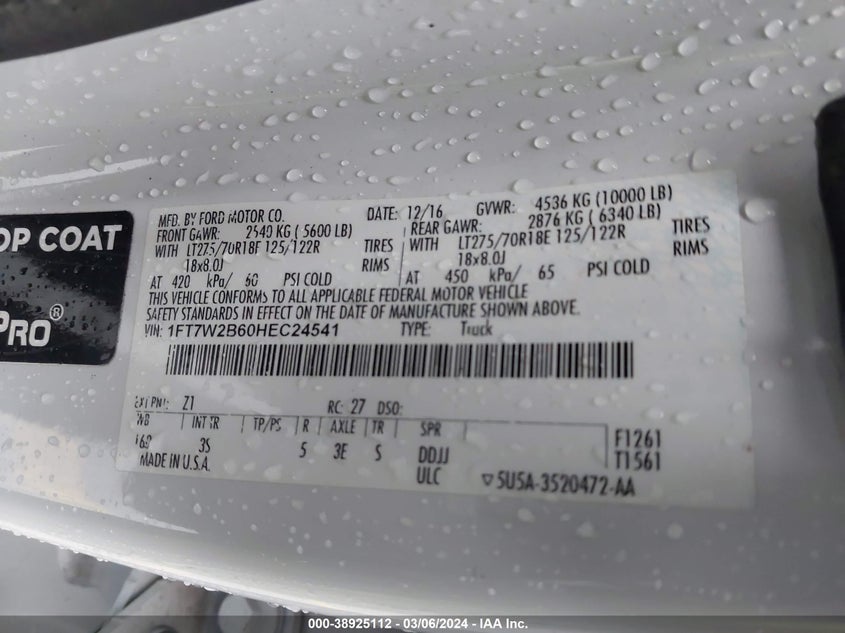 OP COAT
PRO®
MFD. BY FORD MOTOR CO. DATE: 12/16 GVWR: 4536 KG (10000 LB)
FRONT GAWR: 2540 KG ( 5600 LB) REAR GAWR: 2876 KG ( 6340 LB)
WITH LT275/70R18E 125/122R TIRES WITH LT275/70R18E 125/122R TIRES
18x8.0J RIMS 18x8.0J RIMS
AT 420 kPa/ 60 PSI COLD AT 450 kPa/ 65 PSI COLD
THIS VEHICLE CONFORMS TO ALL APPLICABLE FEDERAL MOTOR VEHICLE
SAFETY STANDARDS IN EFFECT ON THE DATE OF MANUFACTURE SHOWN ABOVE.
VIN: 1FT7W2B60HEC24541 TYPE: Truck
EXT PNT: Z1 RC: 27 DSO:
WB INT TR TP/PS R AXLE TR SPR F1261
160 3S 5 3E S DDJJ T1561
MADE IN U.S.A. ULC ▽5U5A-3520472-AA
000-38925112 - 03/06/2024 - IAA Inc.